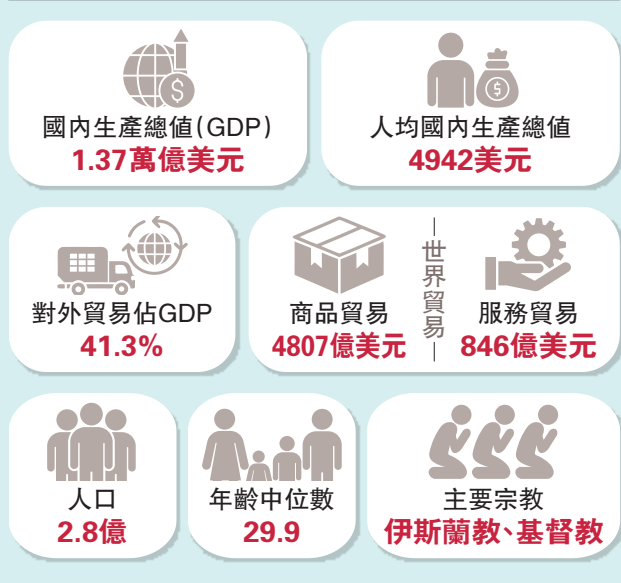 國內生產總值(GDP)
1.37萬億美元
人均國內生產總值
4942美元
對外貿易佔GDP
41.3%
商品貿易
4807億美元
世界貿易
服務貿易
846億美元
人口
2.8億
年齡中位數
29.9
主要宗教
伊斯蘭教、基督教